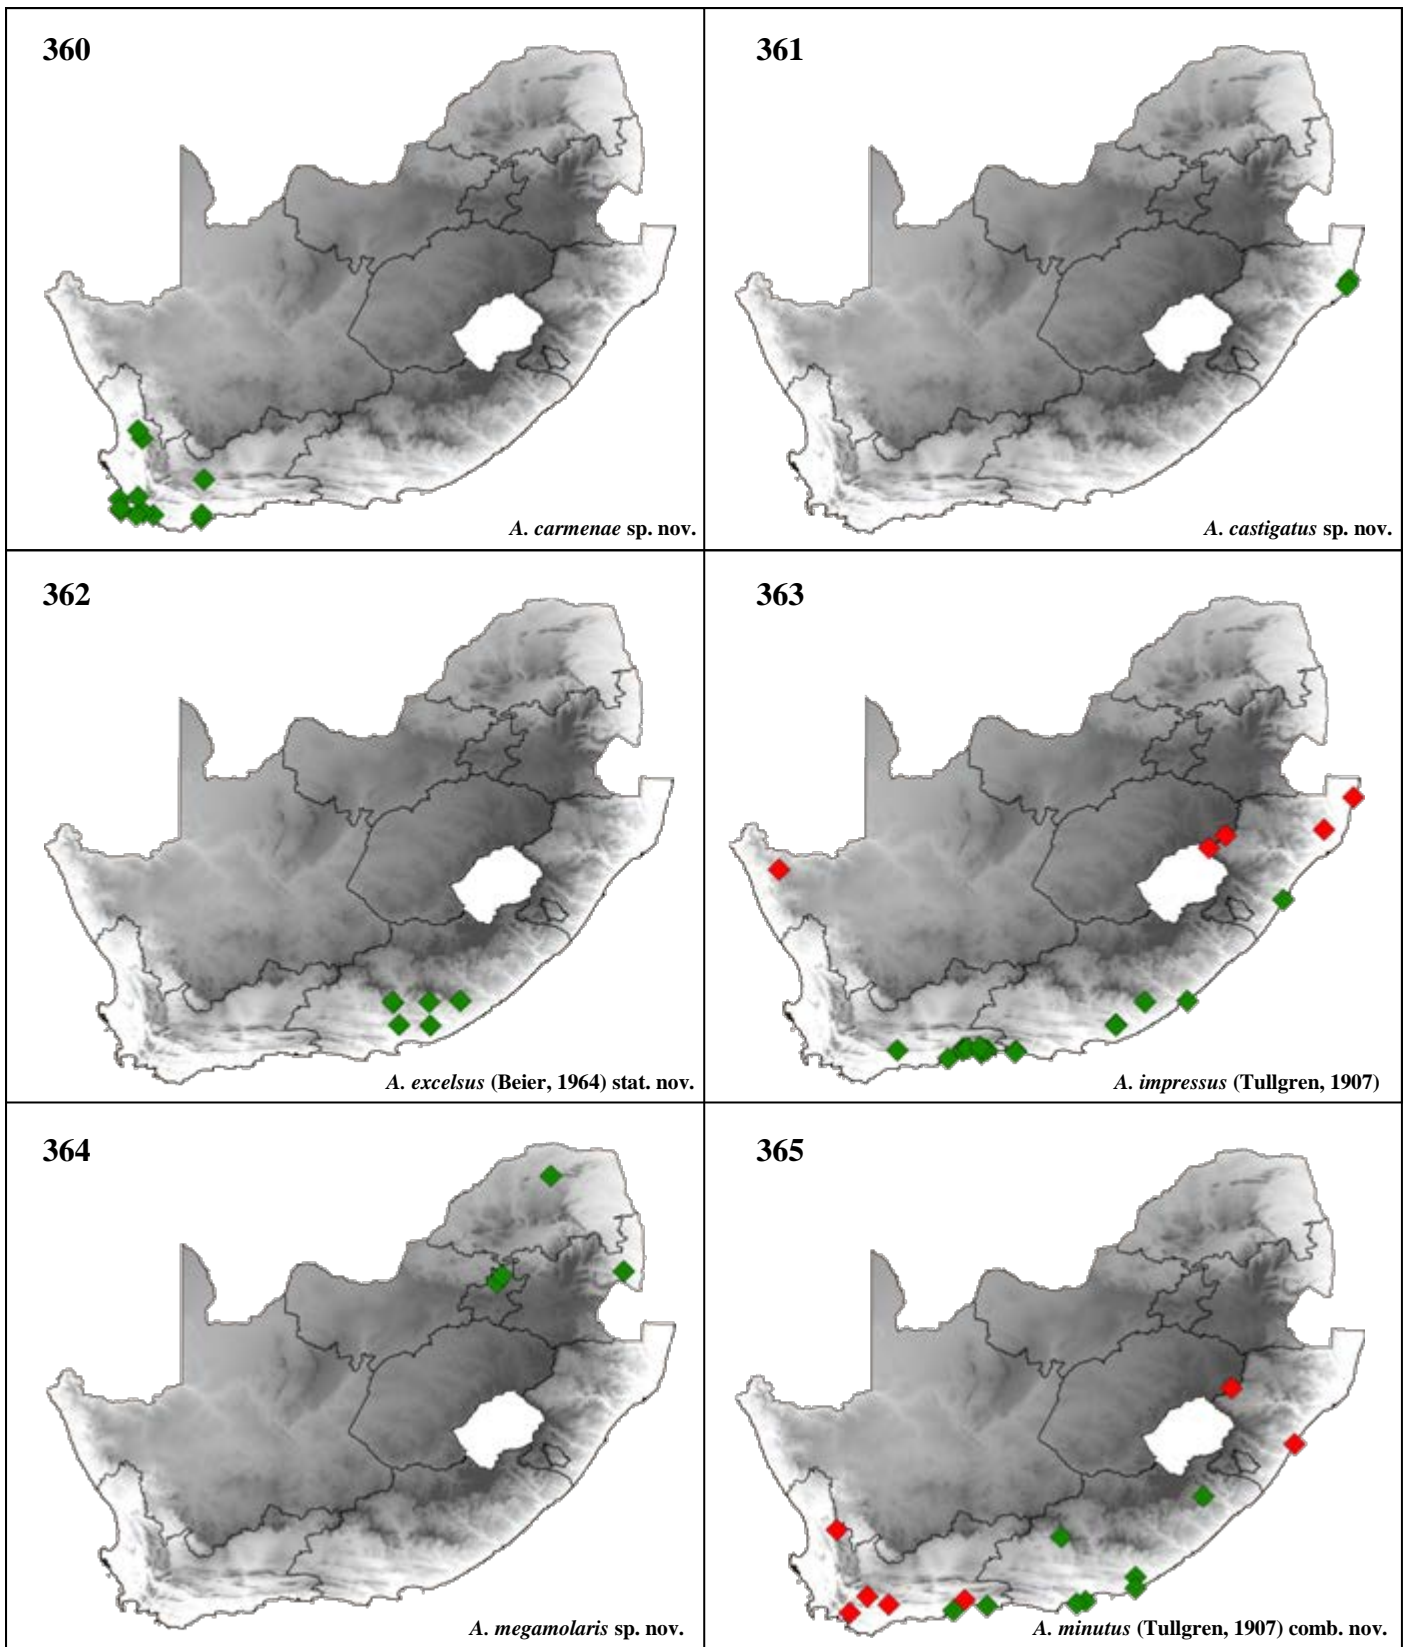 360
361
A. carmenae sp. nov.
A. castigatus sp. nov.
362
363
A. excelsus (Beier, 1964) stat. nov.
A. impressus (Tullgren, 1907)
364
365
A. megamolaris sp. nov.
A. minutus (Tullgren, 1907) comb. nov.